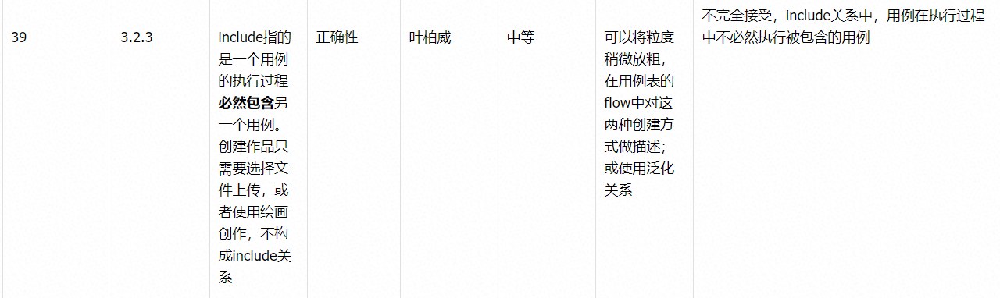 39
3.2.3
include指的
是一个用例
的执行过程
必然包含另
一个用例。
创建作品只
需要选择文
件上传，或
者使用绘画
创作，不构
成include关
系
正确性
叶柏威
中等
可以将粒度
稍微放粗，
在用例表的
flow中对这
两种创建方
式做描述；
或使用泛化
关系
不完全接受，include关系中，用例在执行过程
中不必然执行被包含的用例